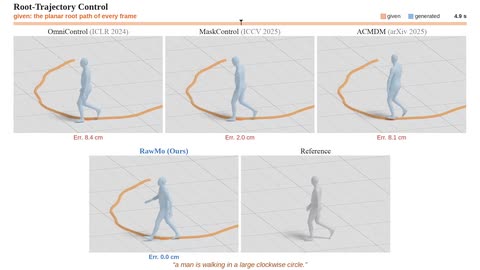 Root-Trajectory Control
given: the planar root path of every frame
given generated 4.9 s
OmniControl (ICLR 2024) MaskControl (ICCV 2025) ACMDM (arXiv 2025)
Err. 8.4 cm Err. 2.0 cm Err. 8.1 cm
RawMo (Ours) Reference
Err. 0.0 cm
"a man is walking in a large clockwise circle."